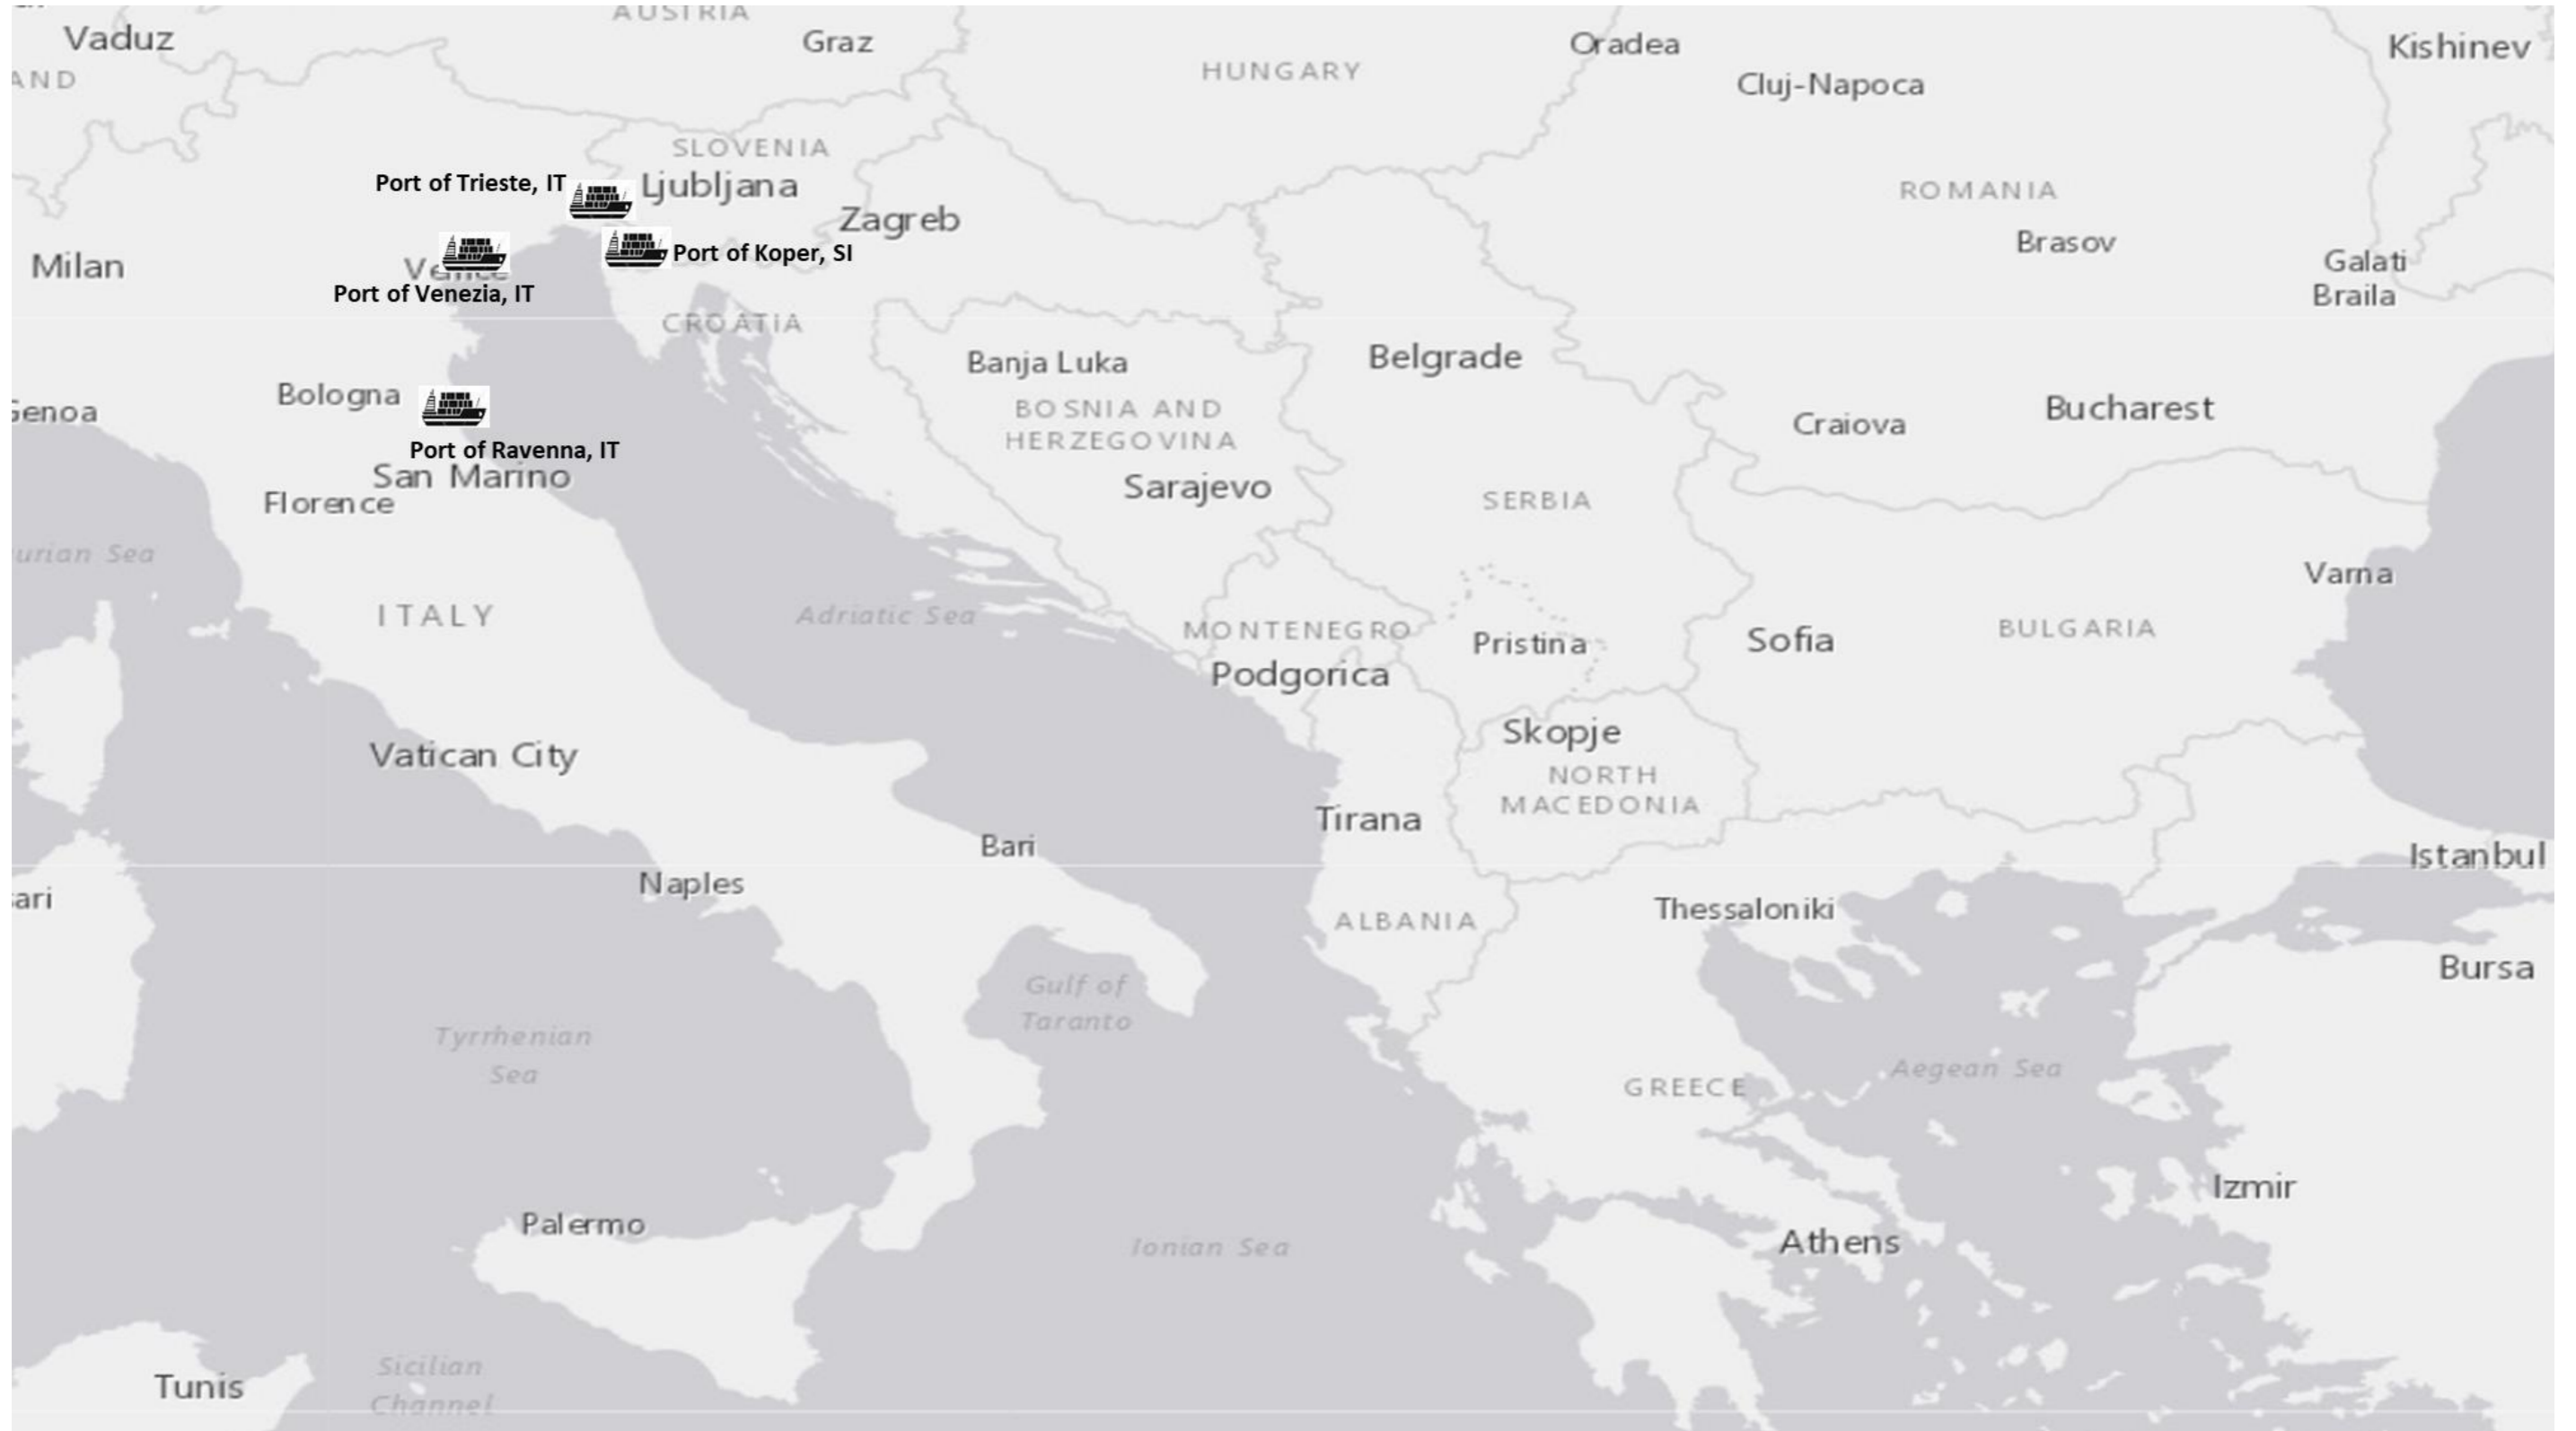 AUSTRIA
Vaduz
Graz
Oradea
Kishinev
AND
HUNGARY
Cluj-Napoca
SLOVENIA
Port of Trieste, IT
Ljubljana
ROMANIA
Zagreb
Brasov
Port of Koper, SI
Milan
Venice
Galati
Port of Venezia, IT
Braila
CROATIA
Banja Luka
Belgrade
Bologna
BOSNIA AND
HERZEGOVINA
Genoa
Bucharest
Craiova
Port of Ravenna, IT
San Marino
Sarajevo
Florence
SERBIA
urian Sea
Varna
ITALY
Adriatic Sea
MONTENEGRO
Pristina
Sofia
BULGARIA
Podgorica
Skopje
Vatican City
NORTH
MACEDONIA
Tirana
Bari
Istanbul
Naples
ari
Thessaloniki
ALBANIA
Bursa
Gulf of
Taranto
Tyrrhenian
Sea
Aegean Sea
GREECE
Izmir
Palermo
Athens
Ionian Sea
Sicilian
Channel
Tunis